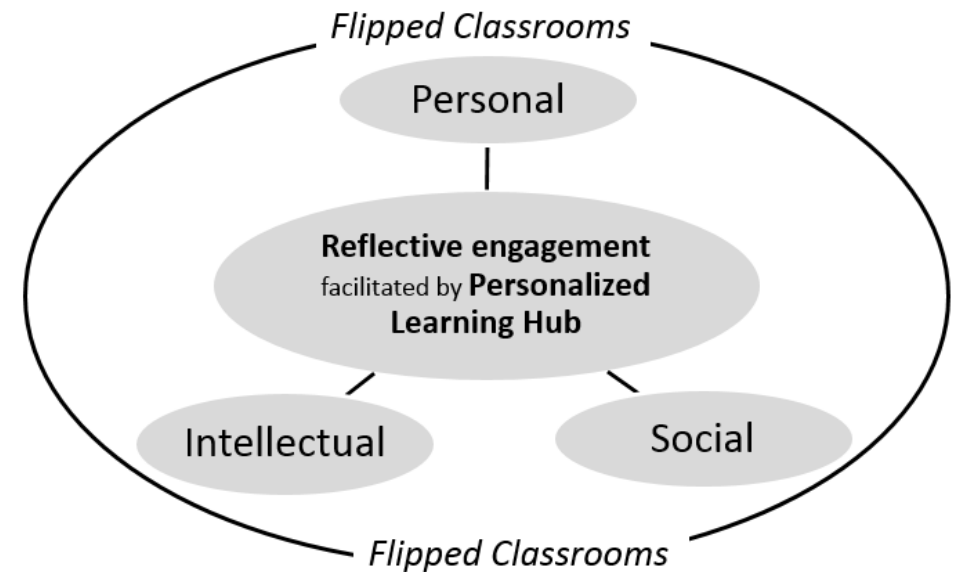 Flipped Classrooms
Personal
Reflective engagement
facilitated by Personalized
Learning Hub
Intellectual
Social
Flipped Classrooms